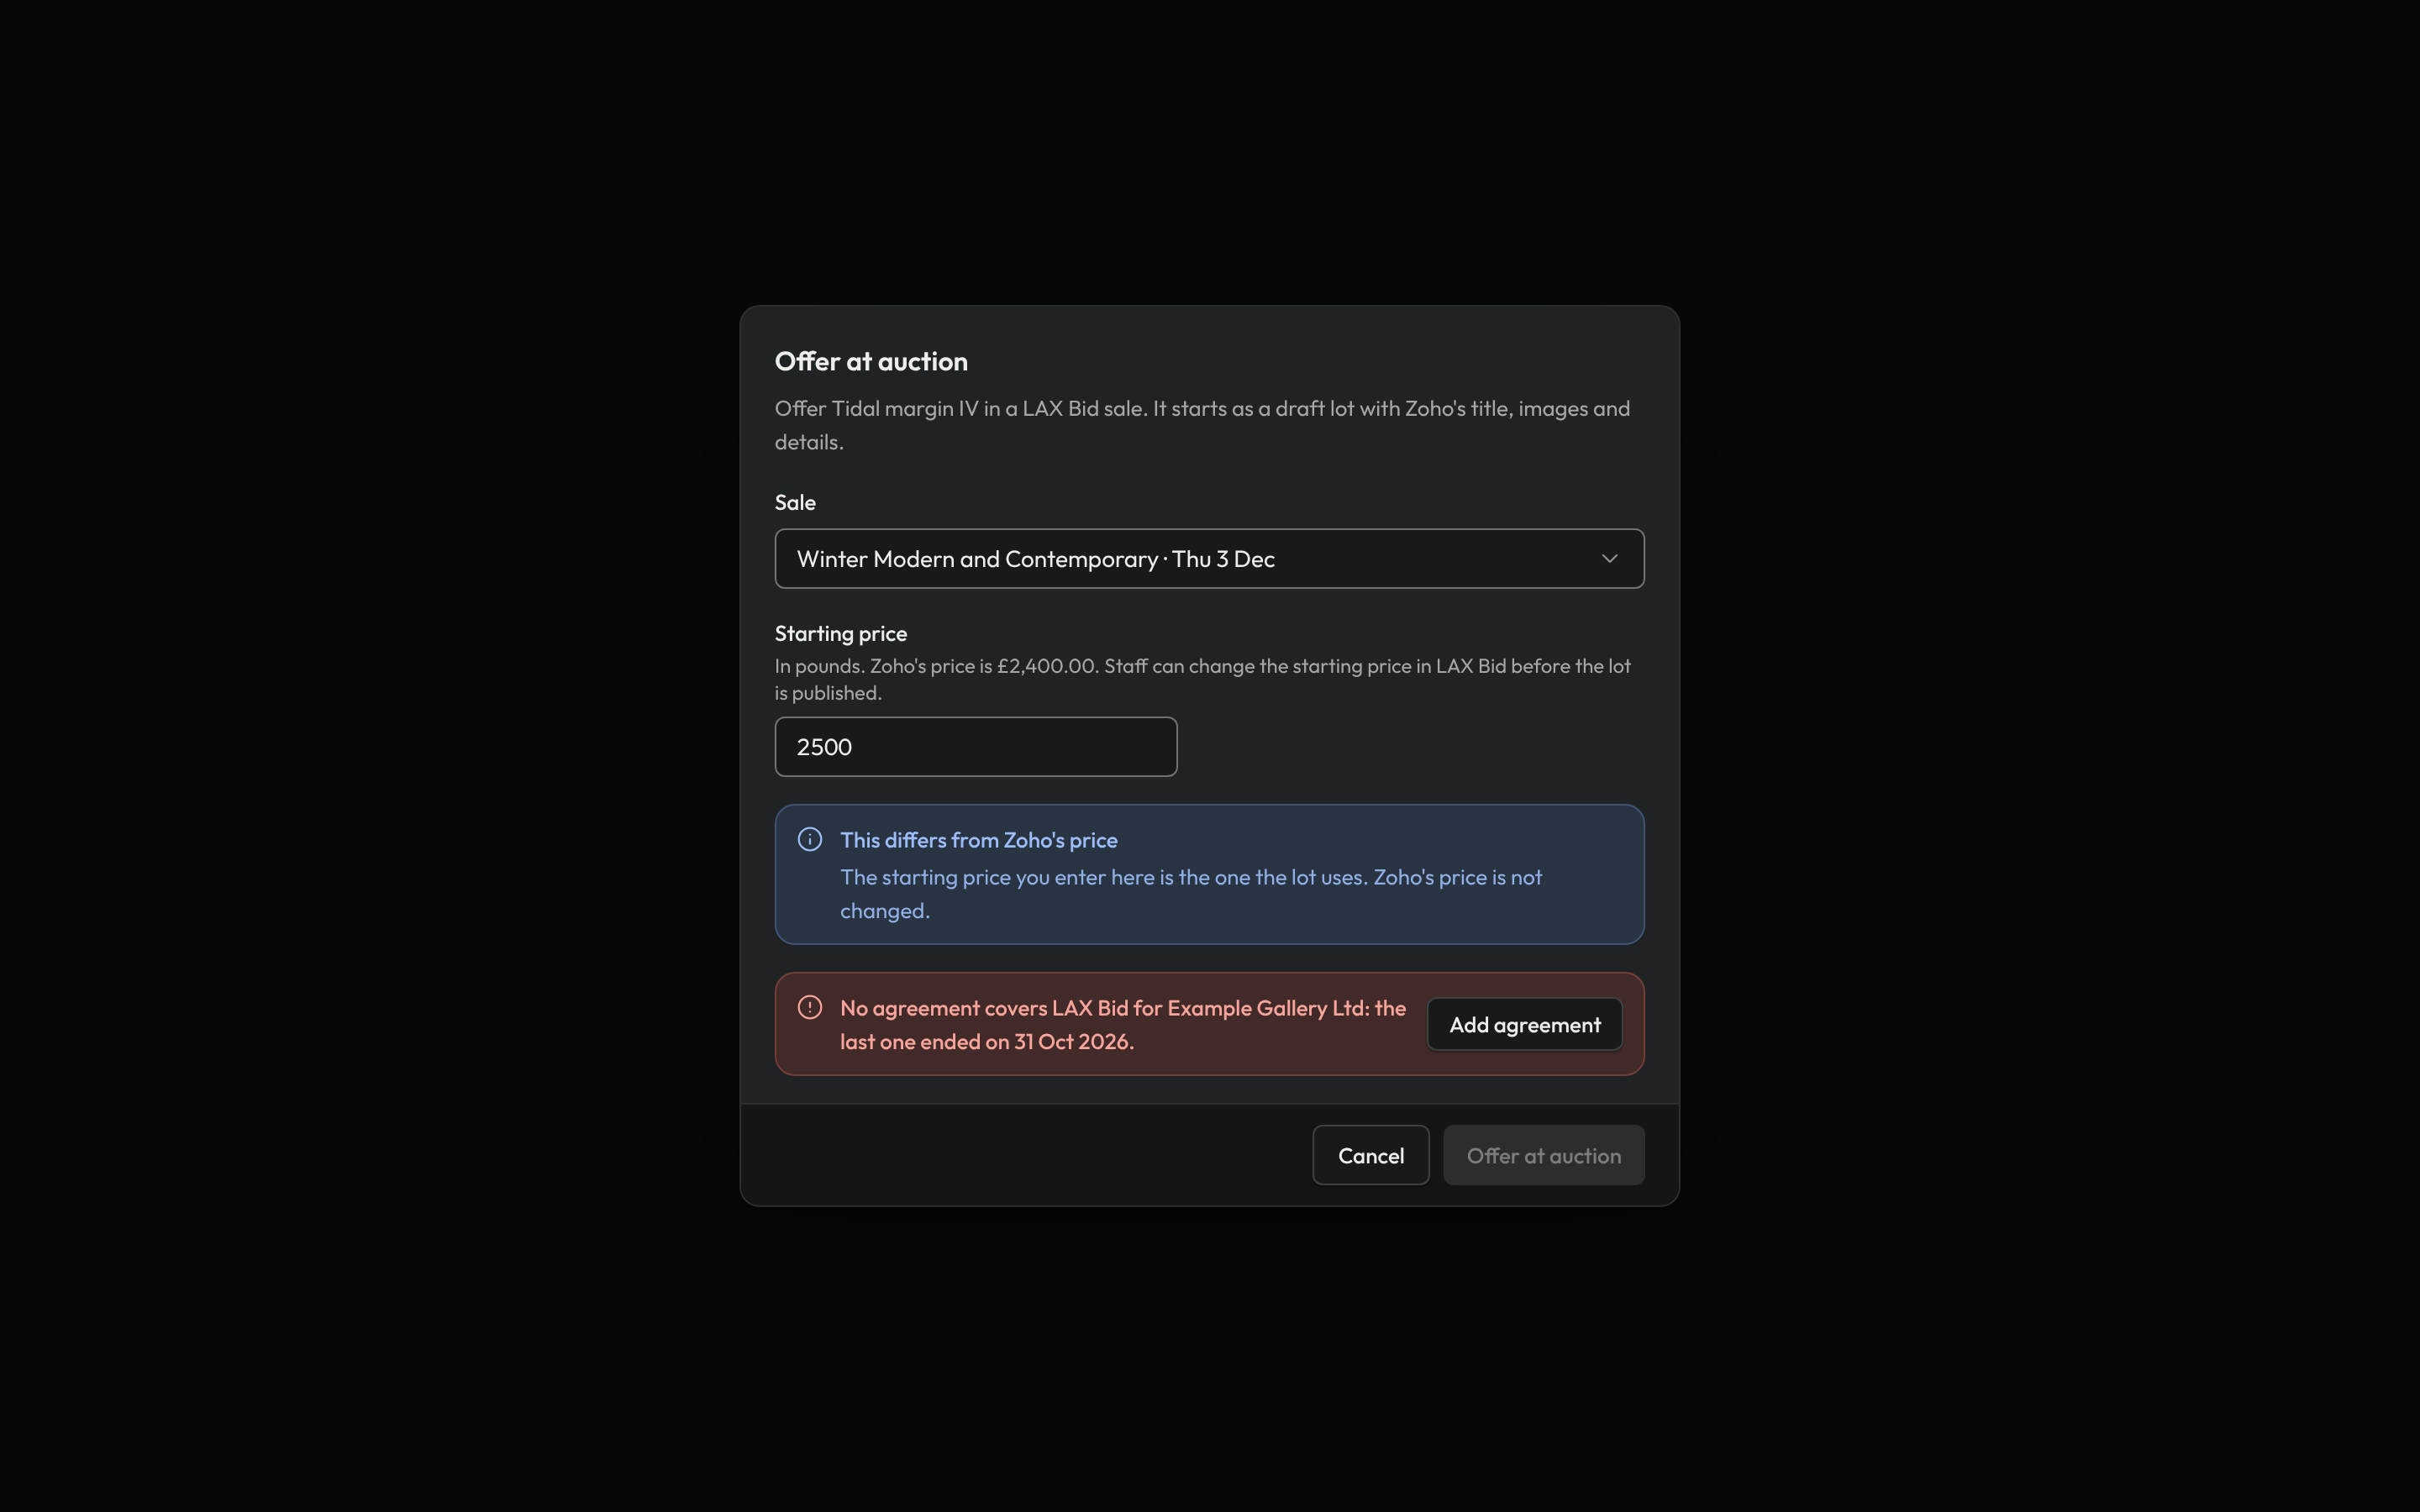 Offer at auction
Offer Tidal margin IV in a LAX Bid sale. It starts as a draft lot with Zoho's title, images and
details.
Sale
Winter Modern and Contemporary · Thu 3 Dec
Starting price
In pounds. Zoho's price is £2,400.00. Staff can change the starting price in LAX Bid before the lot
is published.
2500
This differs from Zoho's price
The starting price you enter here is the one the lot uses. Zoho's price is not
changed.
No agreement covers LAX Bid for Example Gallery Ltd: the
last one ended on 31 Oct 2026.
Add agreement
Cancel
Offer at auction